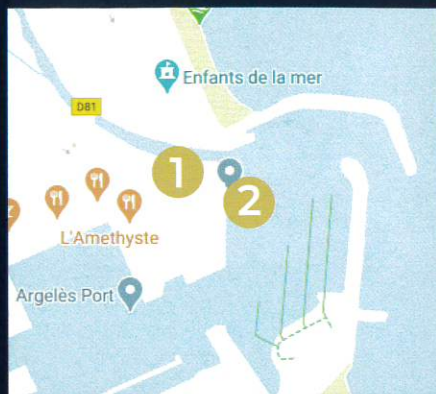 Enfants de la mer
D81
1
2
L'Amethyste
Argelès Port